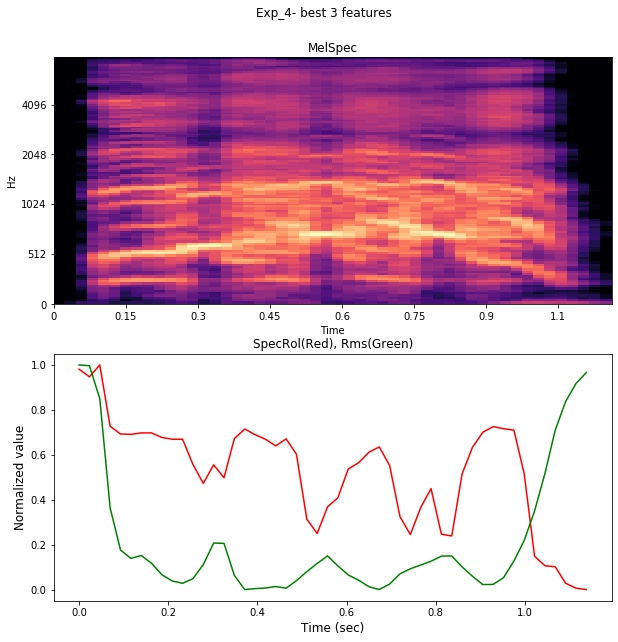 Exp_4- best 3 features
MelSpec
4096
2048
1024
512
0
Hz
0 0.15 0.3 0.45 0.6 0.75 0.9 1.1
Time
SpecRol(Red), Rms(Green)
1.0
0.8
0.6
0.4
0.2
0.0
Normalized value
0.0 0.2 0.4 0.6 0.8 1.0
Time (sec)